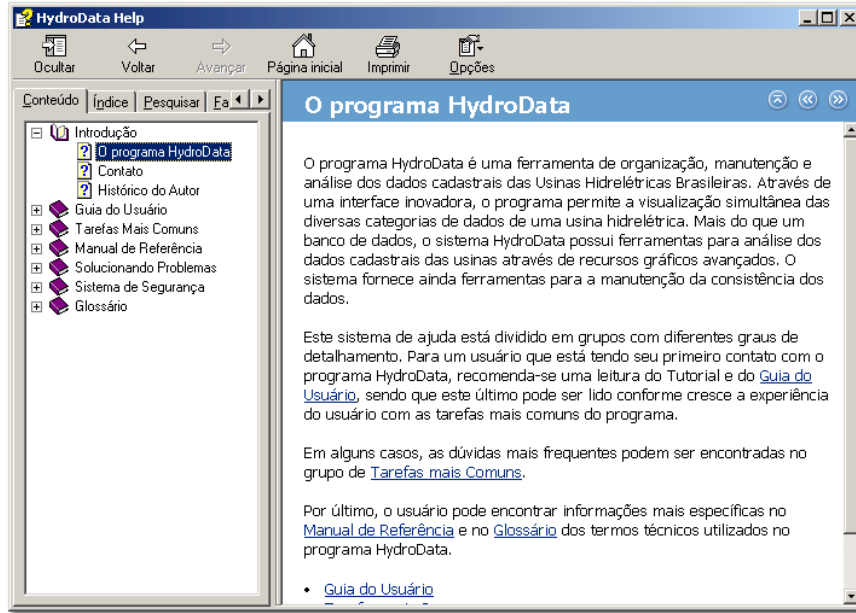 HydroData Help
Ocultar Voltar Avançar Página inicial Imprimir Opções
Conteúdo Índice Pesquisar Fa
Introdução
O programa HydroData
Contato
Histórico do Autor
Guia do Usuário
Tarefas Mais Comuns
Manual de Referência
Solucionando Problemas
Sistema de Segurança
Glossário
O programa HydroData
O programa HydroData é uma ferramenta de organização, manutenção e
análise dos dados cadastrais das Usinas Hidrelétricas Brasileiras. Através de
uma interface inovadora, o programa permite a visualização simultânea das
diversas categorias de dados de uma usina hidrelétrica. Mais do que um
banco de dados, o sistema HydroData possui ferramentas para análise dos
dados cadastrais das usinas através de recursos gráficos avançados. O
sistema fornece ainda ferramentas para a manutenção da consistência dos
dados.
Este sistema de ajuda está dividido em grupos com diferentes graus de
detalhamento. Para um usuário que está tendo seu primeiro contato com o
programa HydroData, recomenda-se uma leitura do Tutorial e do Guia do
Usuário, sendo que este último pode ser lido conforme cresce a experiência
do usuário com as tarefas mais comuns do programa.
Em alguns casos, as dúvidas mais frequentes podem ser encontradas no
grupo de Tarefas mais Comuns.
Por último, o usuário pode encontrar informações mais específicas no
Manual de Referência e no Glossário dos termos técnicos utilizados no
programa HydroData.
• Guia do Usuário